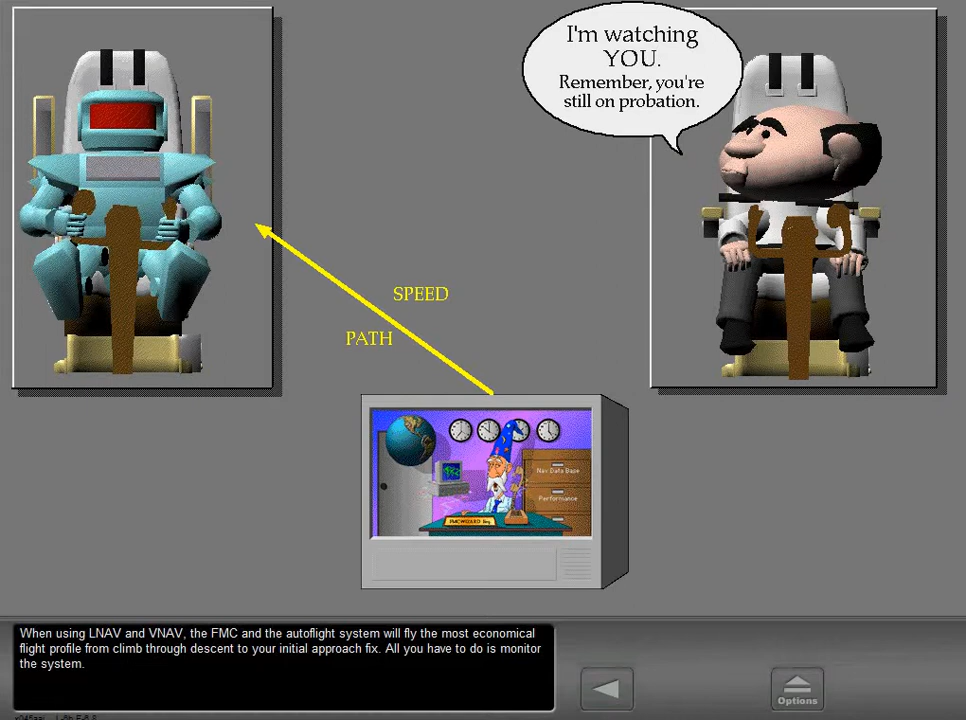 I'm watching
YOU.
Remember, you're
still on probation.
SPEED
PATH
Nav Data Base
Performance
FMCWIZARD Esq.
When using LNAV and VNAV, the FMC and the autoflight system will fly the most economical
flight profile from climb through descent to your initial approach fix. All you have to do is monitor
the system.
Options